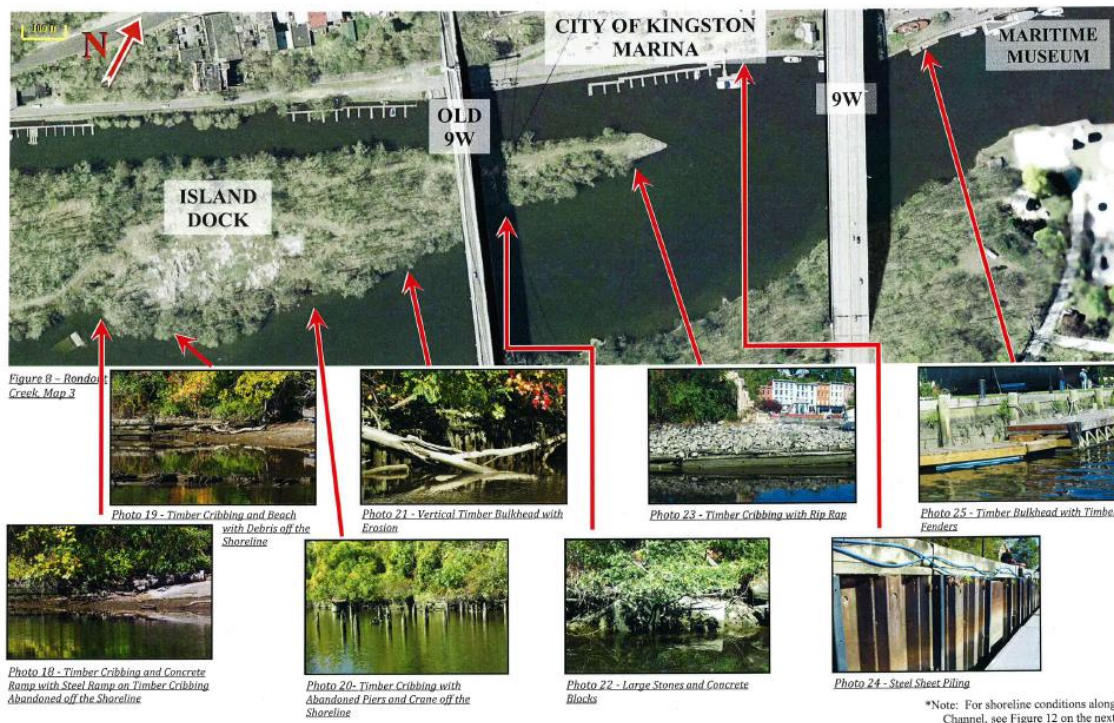 100 ft
N
CITY OF KINGSTON
MARINA
MARITIME
MUSEUM
OLD
9W
9W
ISLAND
DOCK
Figure 8 – Rondout
Creek, Map 3
Photo 19 - Timber Cribbing and Beach
with Debris off the
Shoreline
Photo 21 - Vertical Timber Bulkhead with
Erosion
Photo 23 - Timber Cribbing with Rip Rap
Photo 25 - Timber Bulkhead with Timber
Fenders
Photo 18 - Timber Cribbing and Concrete
Ramp with Steel Ramp on Timber Cribbing
Abandoned off the Shoreline
Photo 20- Timber Cribbing with
Abandoned Piers and Crane off the
Shoreline
Photo 22 - Large Stones and Concrete
Blocks
Photo 24 - Steel Sheet Piling
*Note: For shoreline conditions along
Channel, see Figure 12 on the next